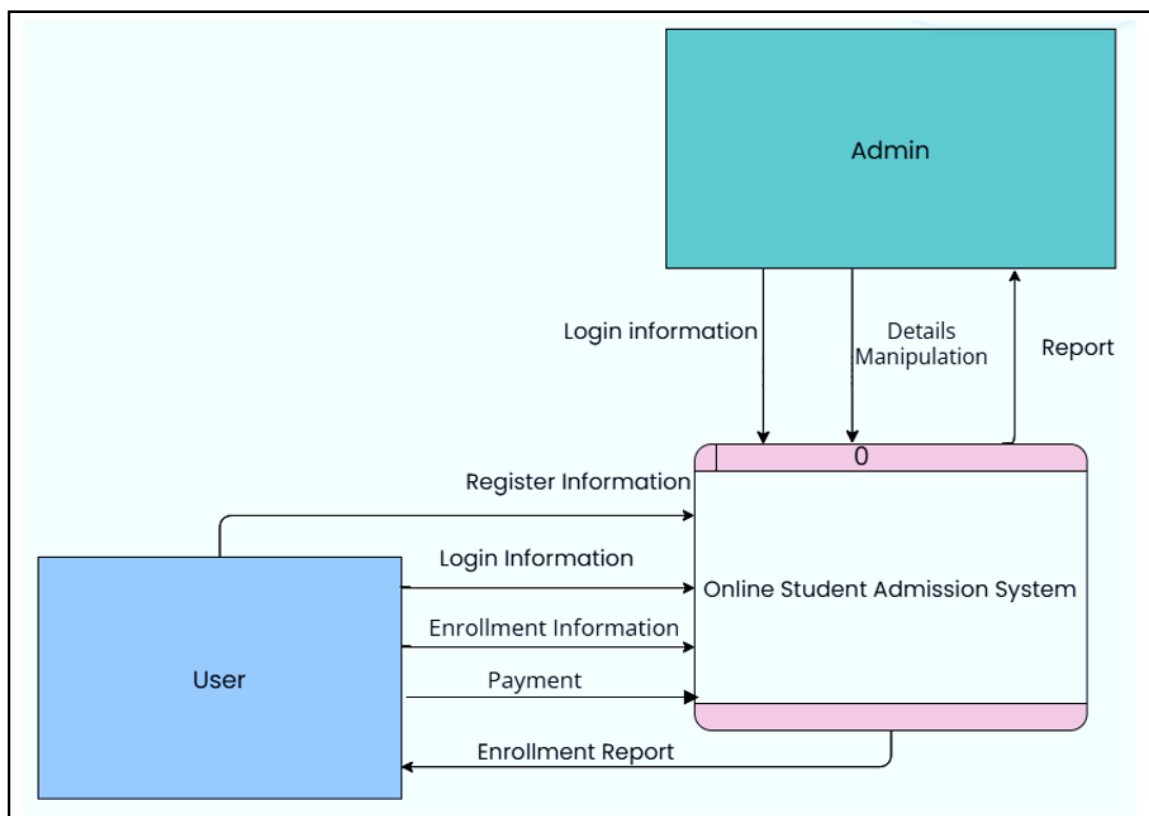 Admin
Login information
Details
Manipulation
Report
0
Register Information
Login Information
Online Student Admission System
Enrollment Information
User
Payment
Enrollment Report